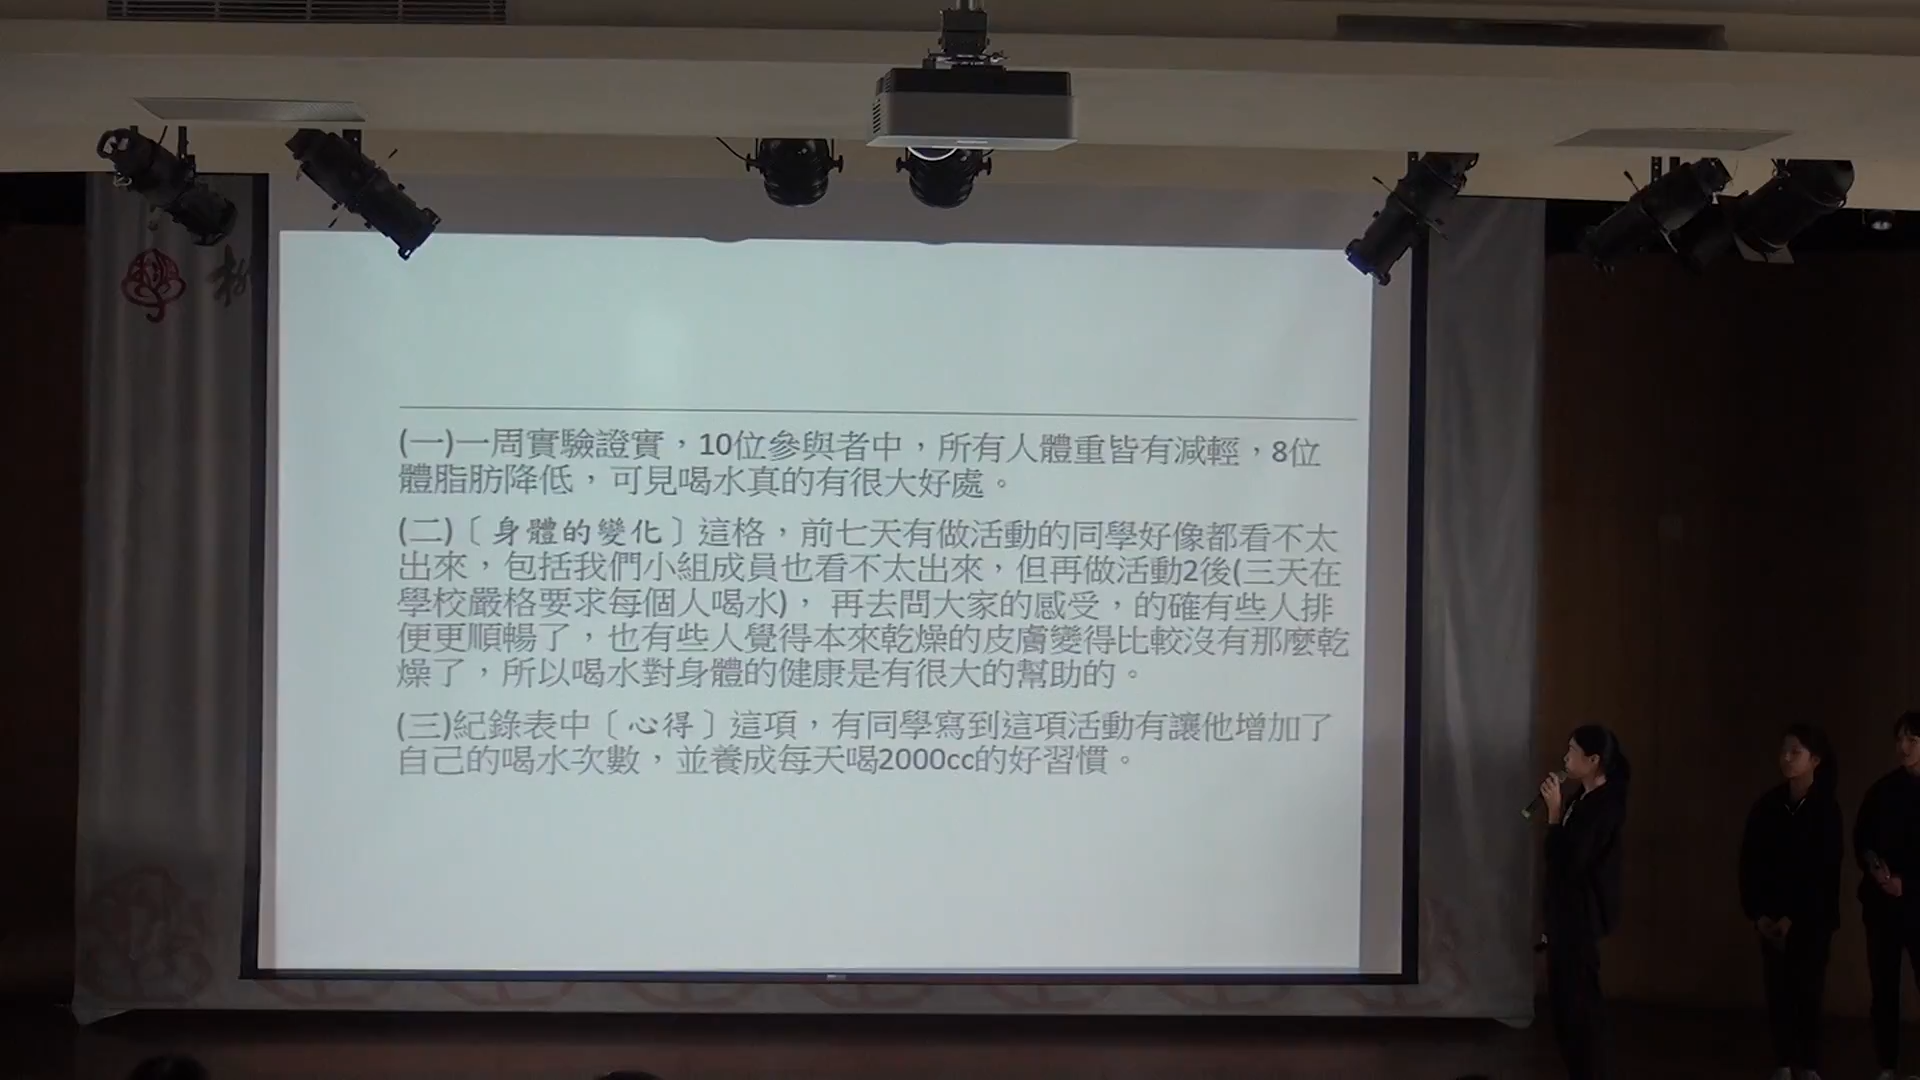 (一)一周實驗證實，10位參與者中，所有人體重皆有減輕，8位
體脂肪降低，可見喝水真的有很大好處。
(二)〔身體的變化〕這格，前七天有做活動的同學好像都看不太
出來，包括我們小組成員也看不太出來，但再做活動2後(三天在
學校嚴格要求每個人喝水)， 再去問大家的感受，的確有些人排
便更順暢了，也有些人覺得本來乾燥的皮膚變得比較沒有那麼乾
燥了，所以喝水對身體的健康是有很大的幫助的。
(三)紀錄表中〔心得〕這項，有同學寫到這項活動有讓他增加了
自己的喝水次數，並養成每天喝2000cc的好習慣。